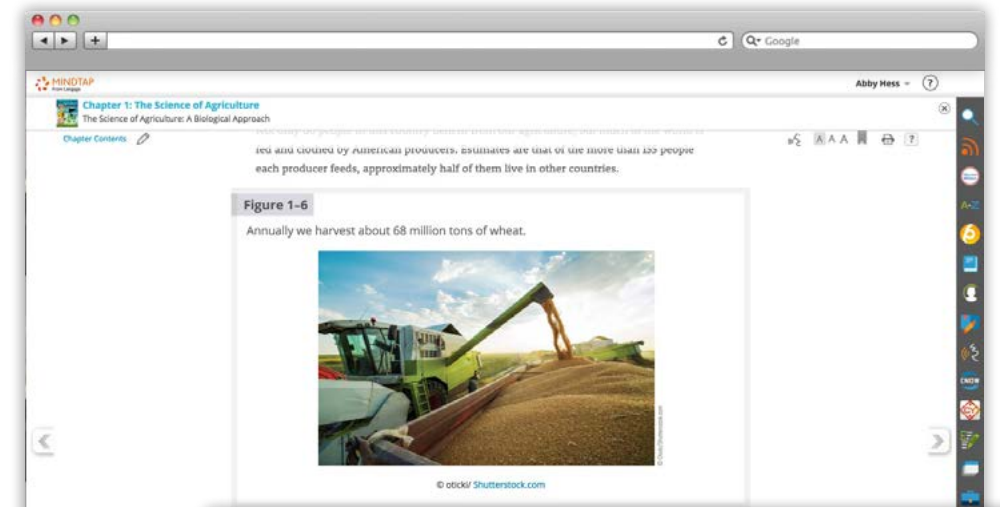 Google
MINDTAP
From Cengage
Abby Hess
?
Chapter 1: The Science of Agriculture
The Science of Agriculture: A Biological Approach
Chapter Contents
A A A
?
fed and clothed by American producers. Estimates are that of the more than 155 people
each producer feeds, approximately half of them live in other countries.
Figure 1–6
Annually we harvest about 68 million tons of wheat.
© oticki/ Shutterstock.com
A-Z
CNOW